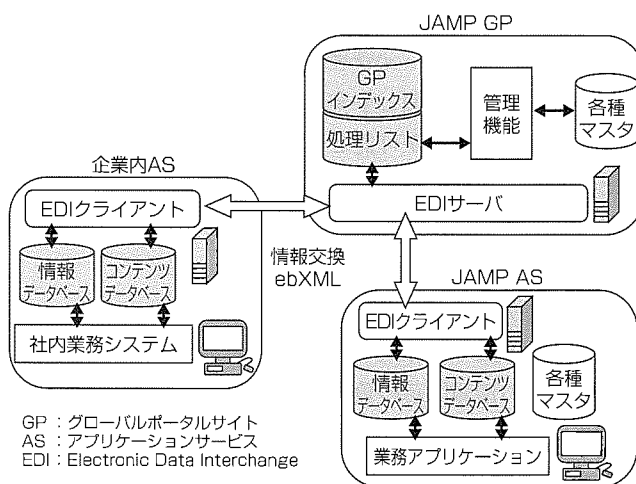 JAMP GP
GP
インデックス
処理リスト
管理
機能
各種
マスタ
EDIサーバ
企業内AS
EDIクライアント
情報
データベース
コンテンツ
データベース
社内業務システム
情報交換
ebXML
JAMP AS
EDIクライアント
情報
データベース
コンテンツ
データベース
各種
マスタ
業務アプリケーション
GP：グローバルポータルサイト
AS：アプリケーションサービス
EDI：Electronic Data Interchange